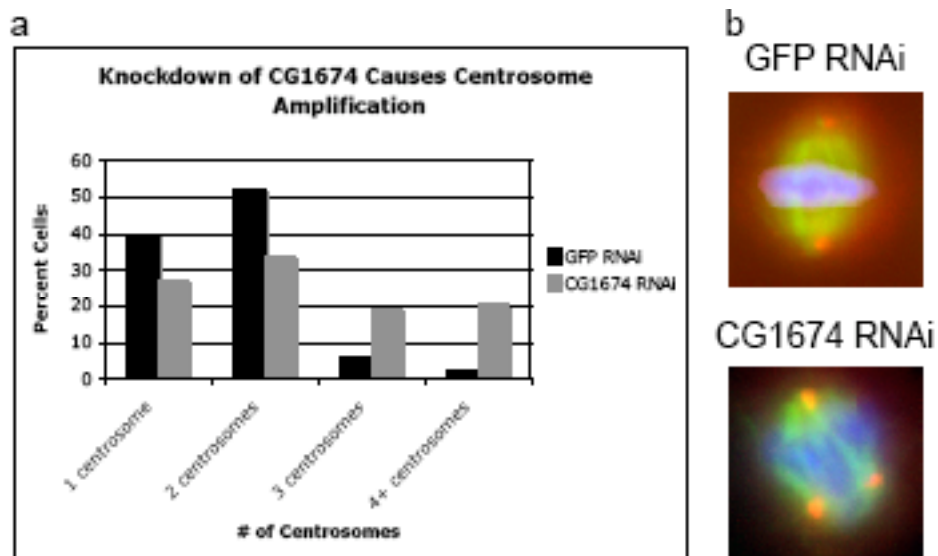 a
Knockdown of CG1674 Causes Centrosome
Amplification
60
50
40
30
20
10
0
Percent Cells
1 centrosome
2 centrosomes
3 centrosomes
4+ centrosomes
# of Centrosomes
GFP RNAi
CG1674 RNAi
b
GFP RNAi
CG1674 RNAi